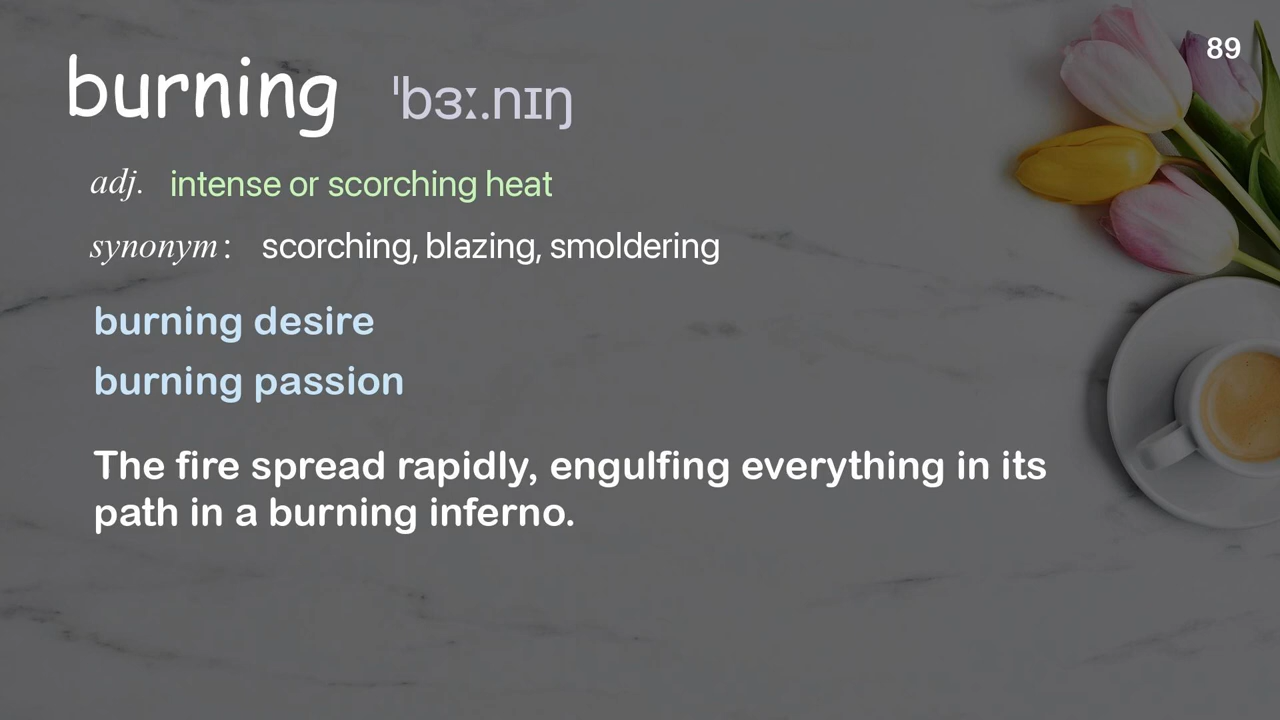 89
burning ˈbɜː.nɪŋ
adj. intense or scorching heat
synonym: scorching, blazing, smoldering
burning desire
burning passion
The fire spread rapidly, engulfing everything in its
path in a burning inferno.